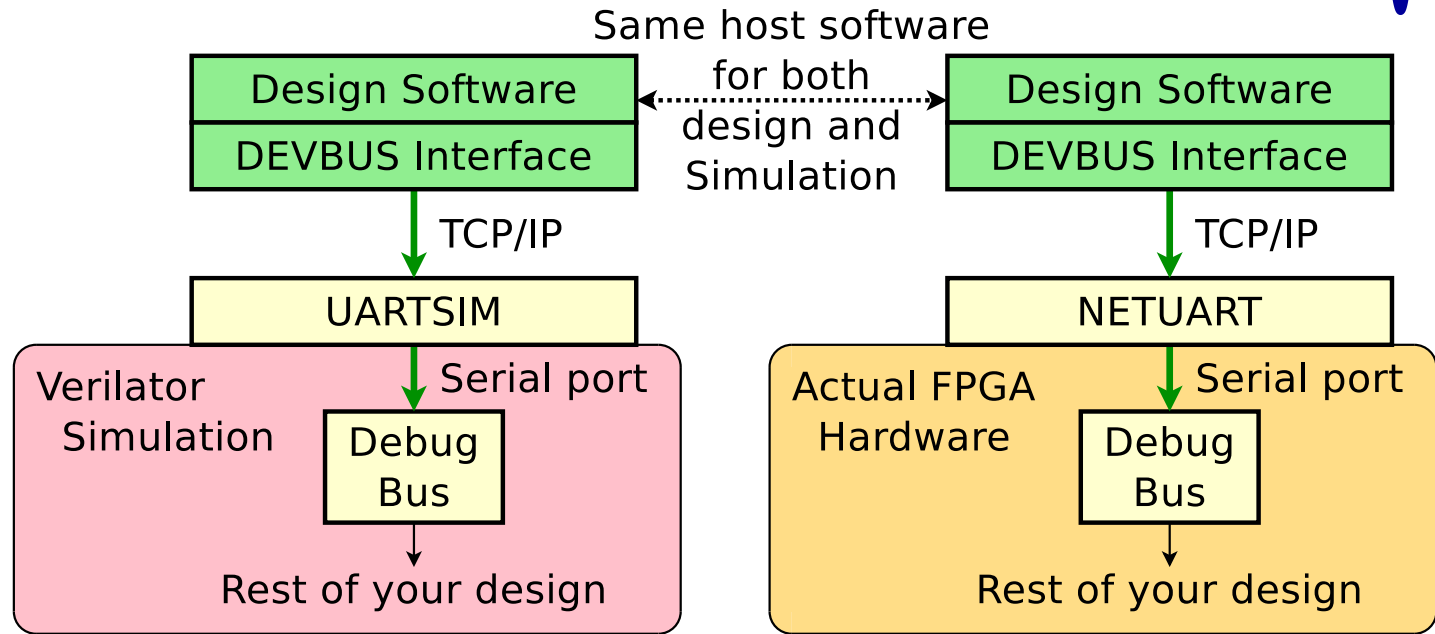 Same host software
for both
design and
Simulation
Design Software
DEVBUS Interface
TCP/IP
UARTSIM
Verilator
Simulation
Serial port
Debug
Bus
Rest of your design
Design Software
DEVBUS Interface
TCP/IP
NETUART
Actual FPGA
Hardware
Serial port
Debug
Bus
Rest of your design